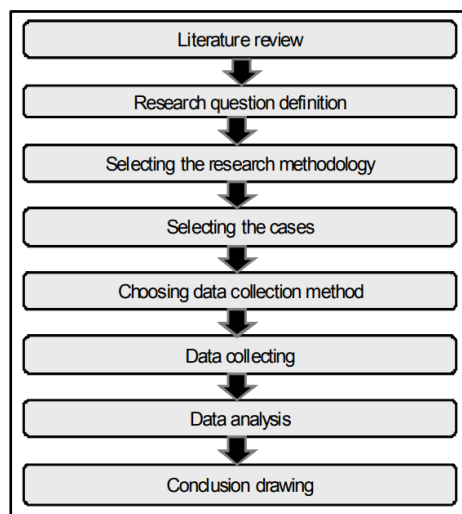 Literature review
Research question definition
Selecting the research methodology
Selecting the cases
Choosing data collection method
Data collecting
Data analysis
Conclusion drawing